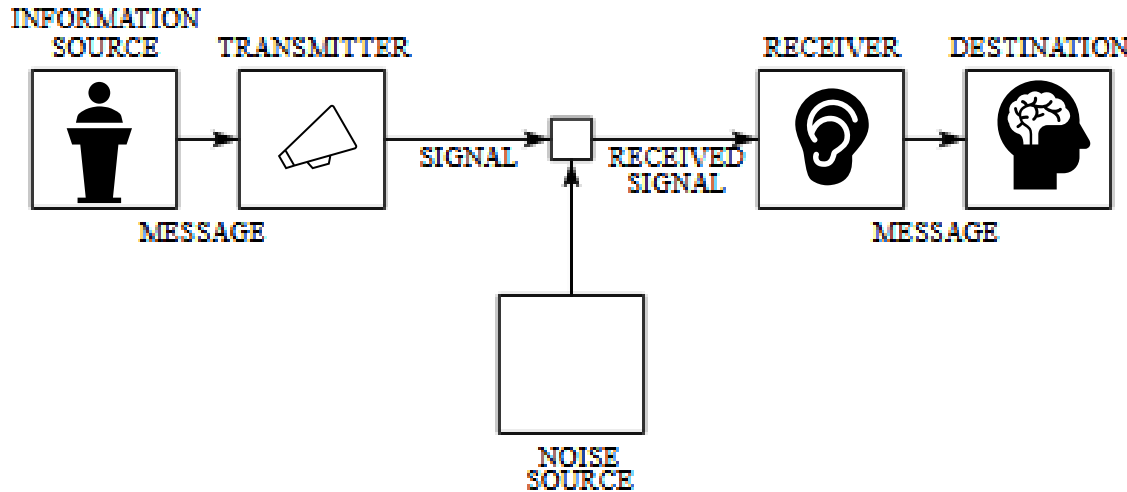 INFORMATION
SOURCE
TRANSMITTER
RECEIVER
DESTINATION
SIGNAL
RECEIVED
SIGNAL
MESSAGE
MESSAGE
NOISE
SOURCE